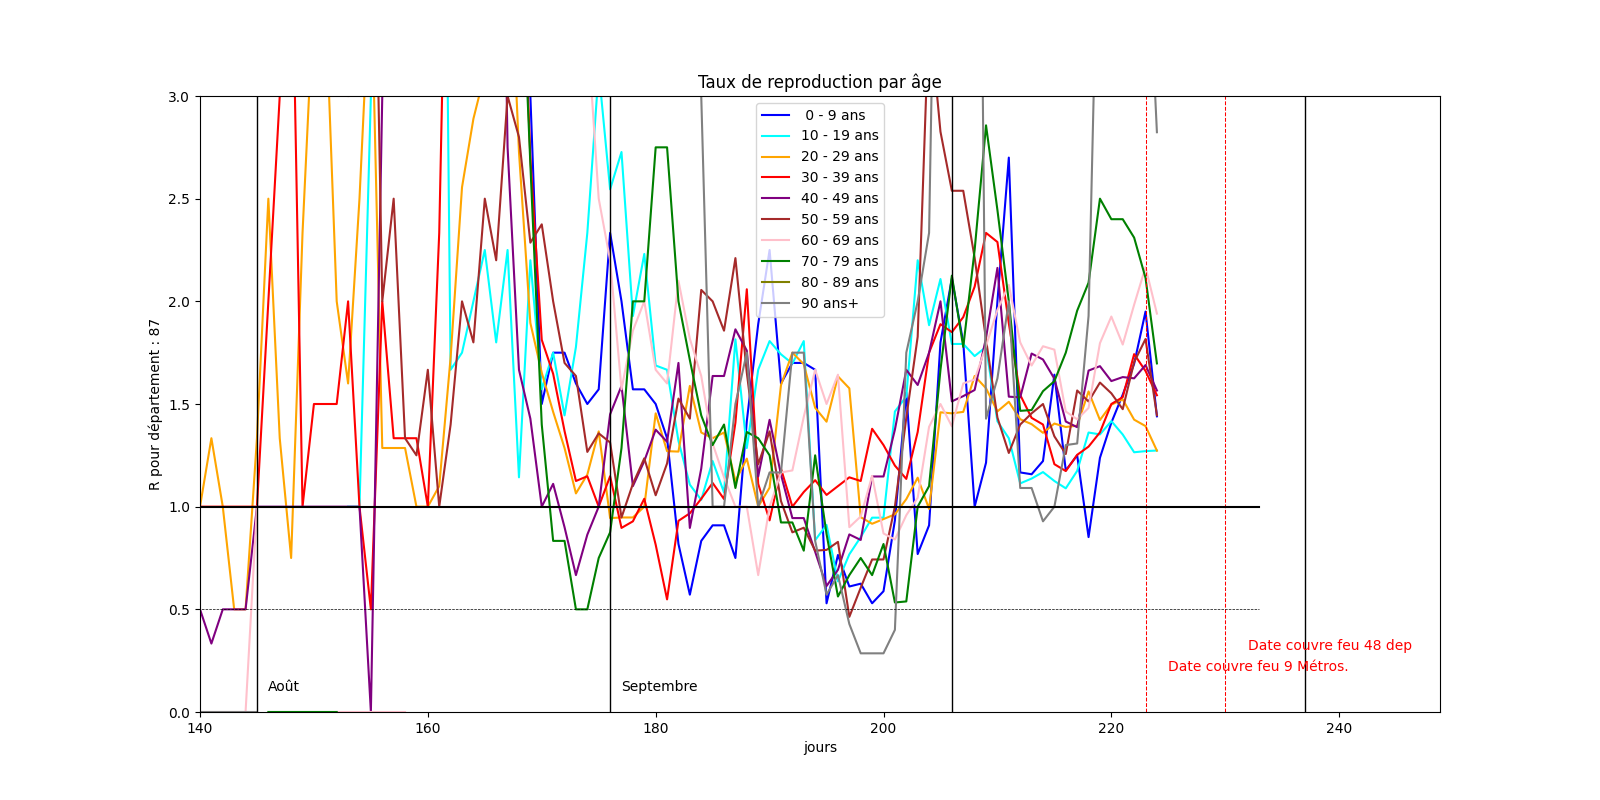 Taux de reproduction par âge
3.0
2.5
2.0
1.5
1.0
0.5
0.0
R pour département : 87
0 - 9 ans
10 - 19 ans
20 - 29 ans
30 - 39 ans
40 - 49 ans
50 - 59 ans
60 - 69 ans
70 - 79 ans
80 - 89 ans
90 ans+
Date couvre feu 48 dep
Date couvre feu 9 Métros.
Août
Septembre
140
160
180
200
220
240
jours